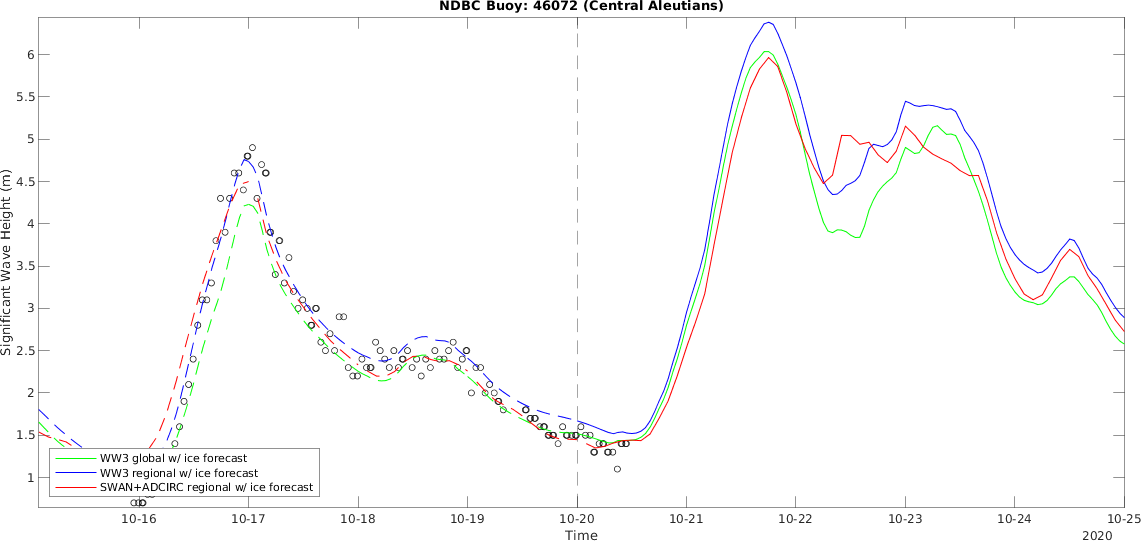 NDBC Buoy: 46072 (Central Aleutians)
6
5.5
5
4.5
4
3.5
3
2.5
2
1.5
1
Significant Wave Height (m)
WW3 global w/ ice forecast
WW3 regional w/ ice forecast
SWAN+ADCIRC regional w/ ice forecast
10-16 10-17 10-18 10-19 10-20 10-21 10-22 10-23 10-24 10-25
Time
2020